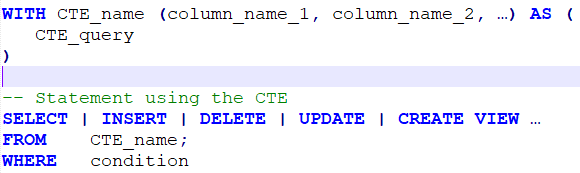 WITH CTE_name (column_name_1, column_name_2, …) AS (
CTE_query
)
-- Statement using the CTE
SELECT | INSERT | DELETE | UPDATE | CREATE VIEW …
FROM CTE_name;
WHERE condition